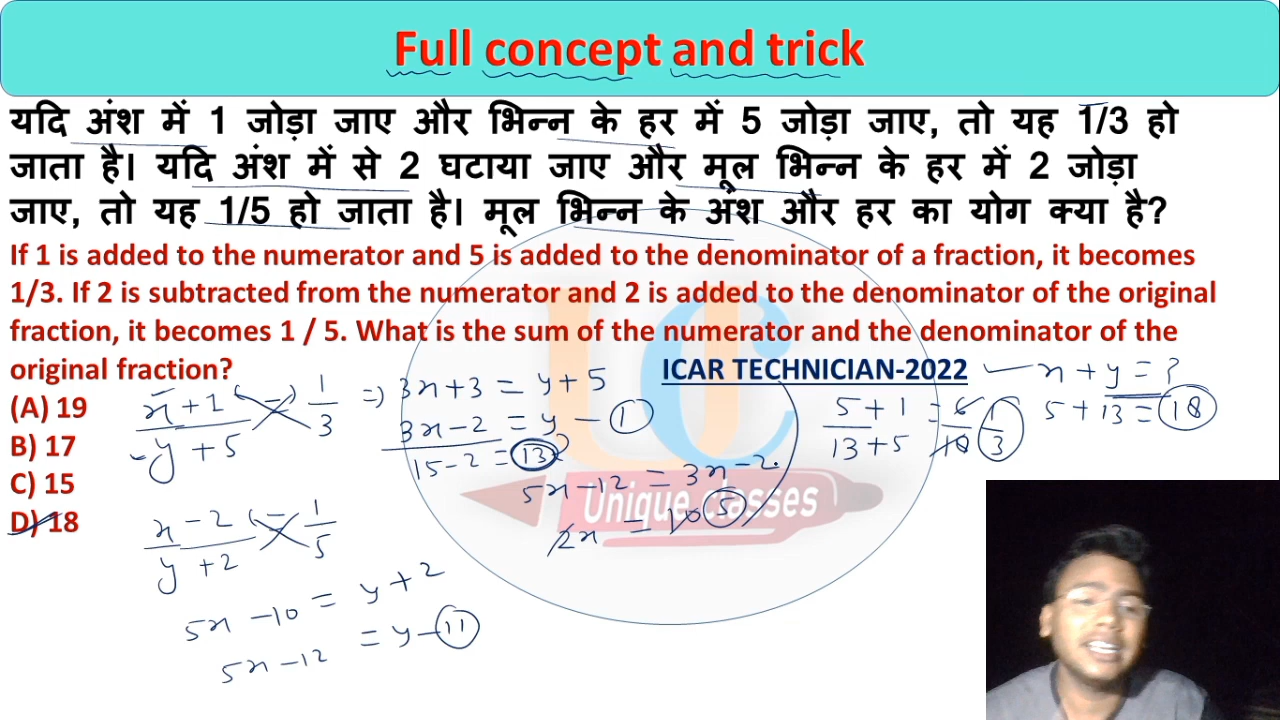 Full concept and trick
यदि अंश में 1 जोड़ा जाए और भिन्न के हर में 5 जोड़ा जाए, तो यह 1/3 हो
जाता है। यदि अंश में से 2 घटाया जाए और मूल भिन्न के हर में 2 जोड़ा
जाए, तो यह 1/5 हो जाता है। मूल भिन्न के अंश और हर का योग क्या है?
If 1 is added to the numerator and 5 is added to the denominator of a fraction, it becomes
1/3. If 2 is subtracted from the numerator and 2 is added to the denominator of the original
fraction, it becomes 1 / 5. What is the sum of the numerator and the denominator of the
original fraction?
ICAR TECHNICIAN-2022
(A) 19
B) 17
C) 15
D) 18
x+1 = 1
y+5 3
=) 3x+3 = y+5
3x-2 = y - 1
15-2 = 13
5x-12 = 3x-2
2x = 10 5
x-2 = 1
y+2 5
5x-10 = y+2
5x-12 = y - 11
5+1 = 6 1
13+5 18 3
x+y = ?
5+13 = 18
UC
Unique classes